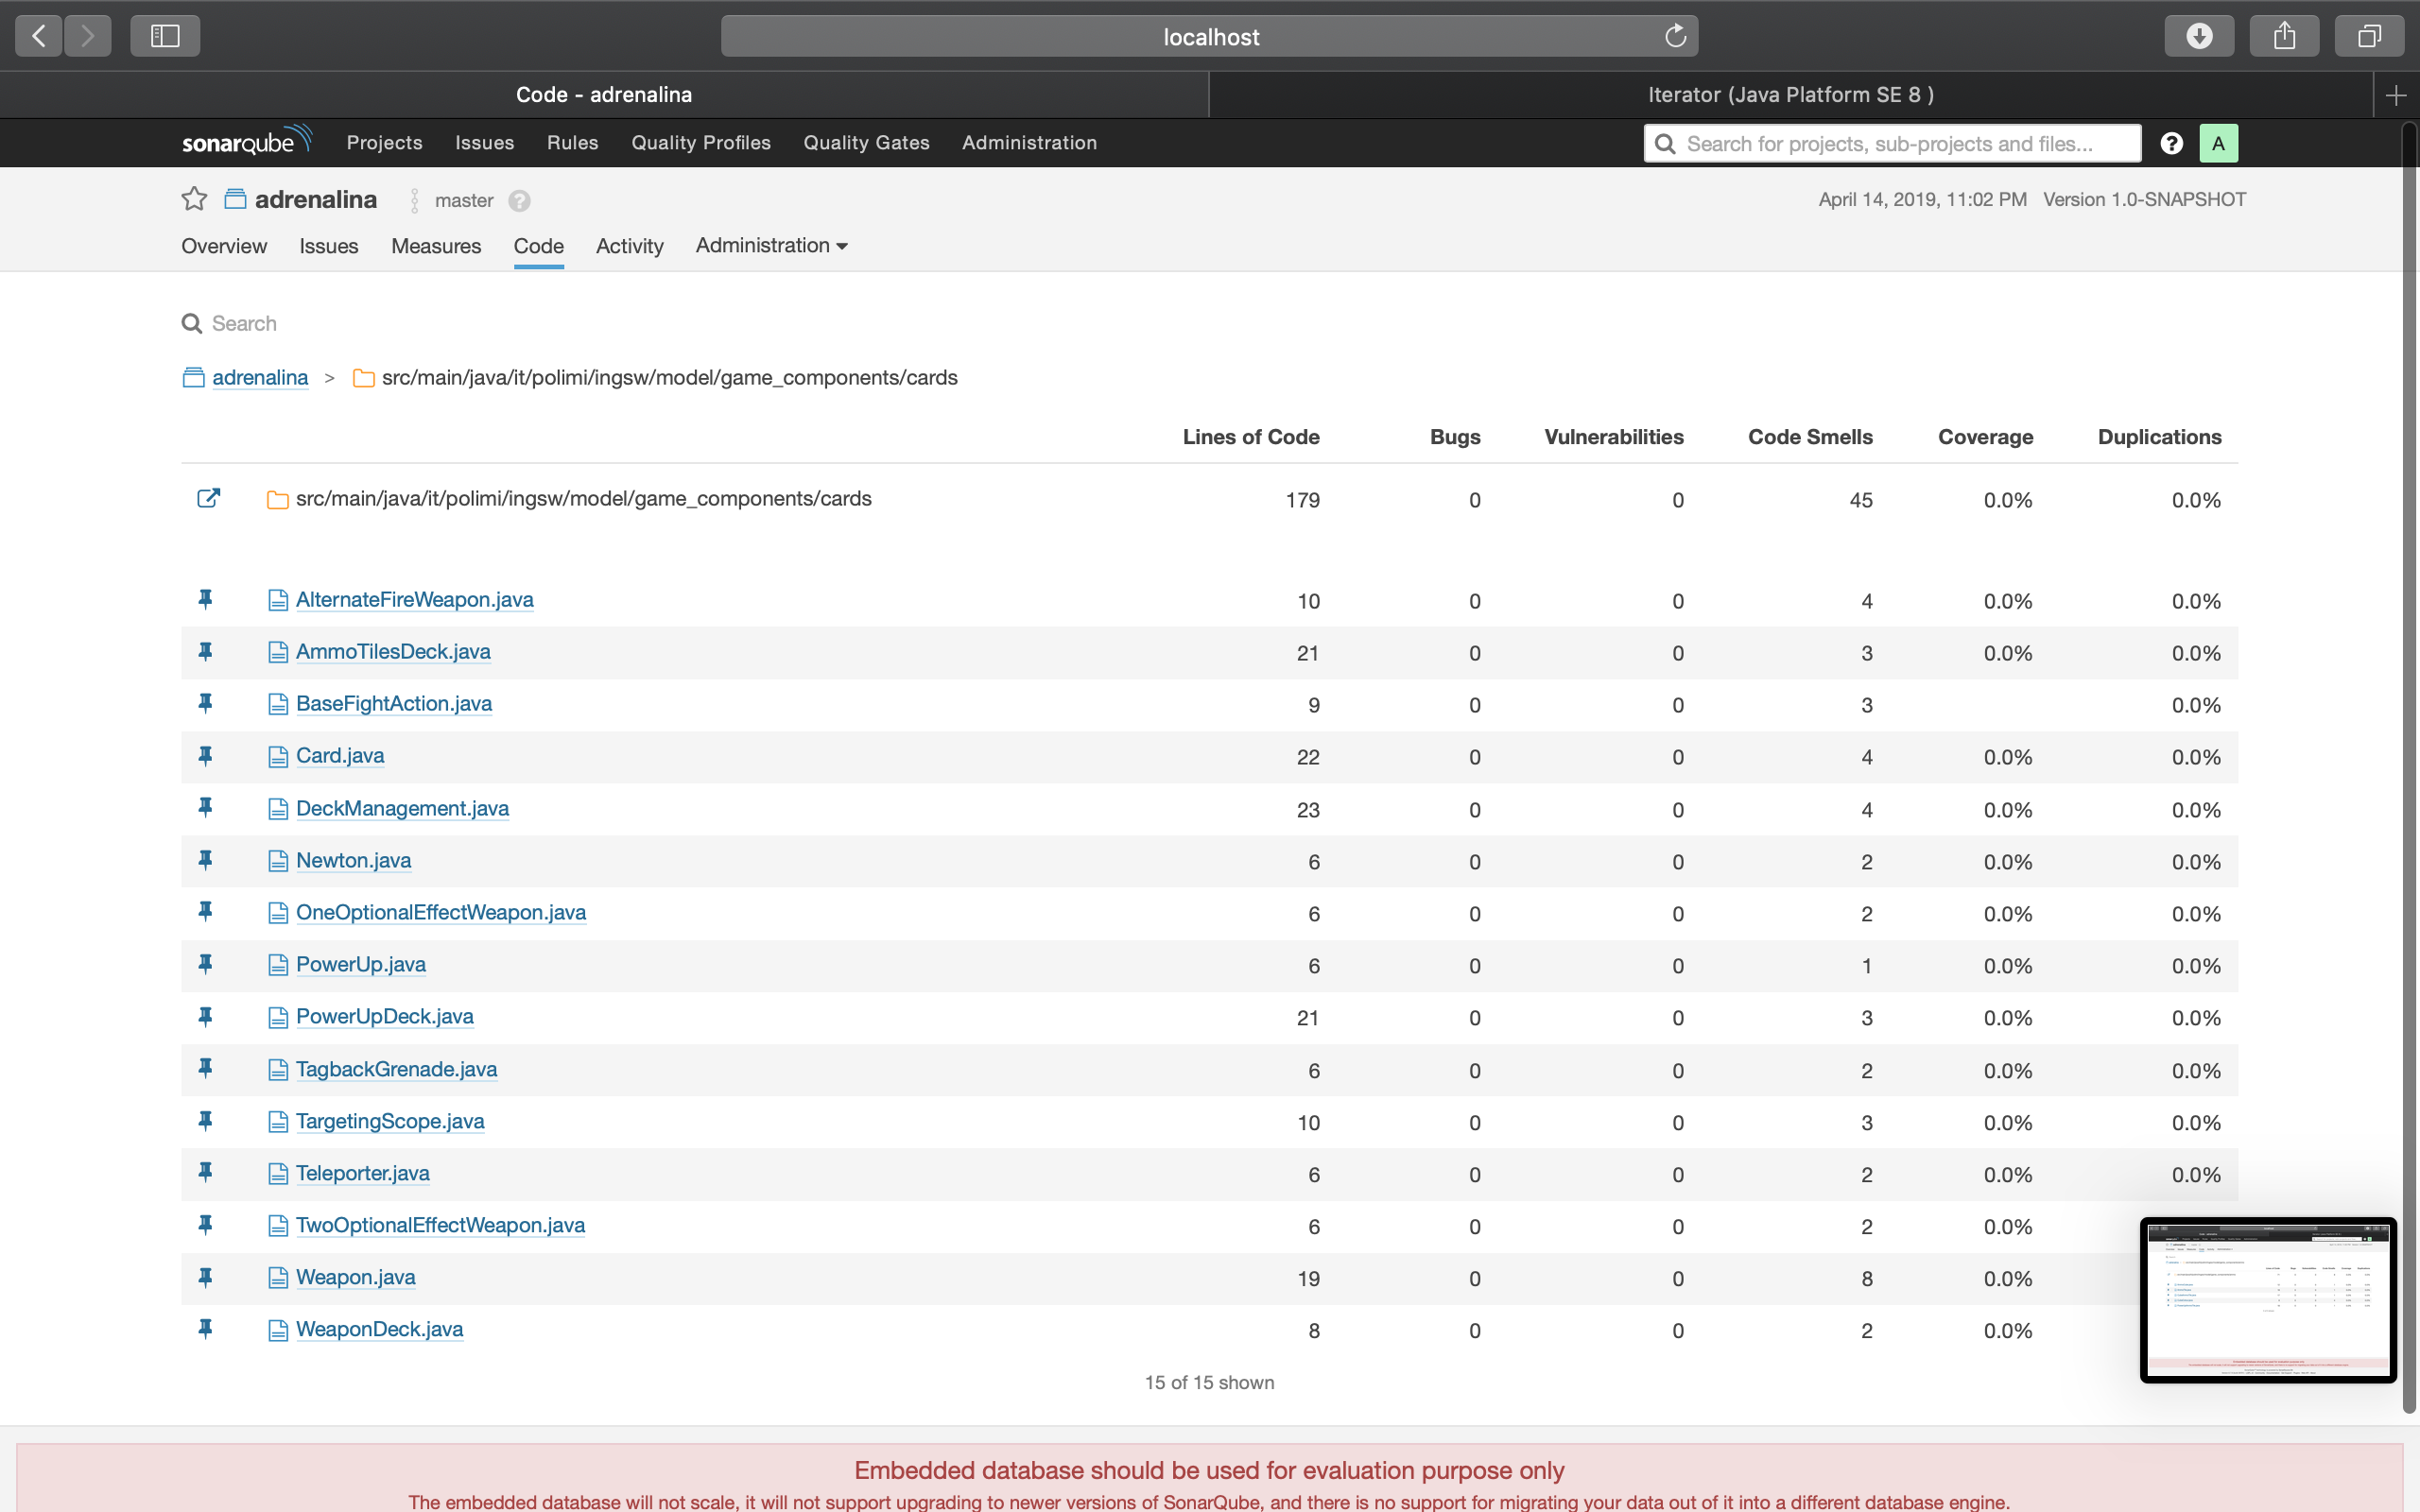 localhost
Code - adrenalina
Iterator (Java Platform SE 8 )
sonarqube Projects Issues Rules Quality Profiles Quality Gates Administration Search for projects, sub-projects and files... ? A
adrenalina master ? April 14, 2019, 11:02 PM Version 1.0-SNAPSHOT
Overview Issues Measures Code Activity Administration
Search
adrenalina > src/main/java/it/polimi/ingsw/model/game_components/cards
Lines of Code Bugs Vulnerabilities Code Smells Coverage Duplications
src/main/java/it/polimi/ingsw/model/game_components/cards 179 0 0 45 0.0% 0.0%
AlternateFireWeapon.java 10 0 0 4 0.0% 0.0%
AmmoTilesDeck.java 21 0 0 3 0.0% 0.0%
BaseFightAction.java 9 0 0 3 0.0%
Card.java 22 0 0 4 0.0% 0.0%
DeckManagement.java 23 0 0 4 0.0% 0.0%
Newton.java 6 0 0 2 0.0% 0.0%
OneOptionalEffectWeapon.java 6 0 0 2 0.0% 0.0%
PowerUp.java 6 0 0 1 0.0% 0.0%
PowerUpDeck.java 21 0 0 3 0.0% 0.0%
TagbackGrenade.java 6 0 0 2 0.0% 0.0%
TargetingScope.java 10 0 0 3 0.0% 0.0%
Teleporter.java 6 0 0 2 0.0% 0.0%
TwoOptionalEffectWeapon.java 6 0 0 2 0.0%
Weapon.java 19 0 0 8 0.0%
WeaponDeck.java 8 0 0 2 0.0%
15 of 15 shown
Embedded database should be used for evaluation purpose only
The embedded database will not scale, it will not support upgrading to newer versions of SonarQube, and there is no support for migrating your data out of it into a different database engine.